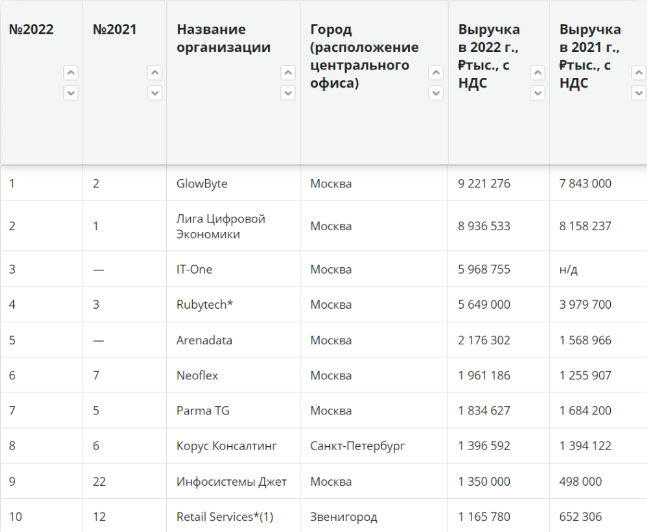 №2022 №2021 Название организации Город (расположение центрального офиса) Выручка в 2022 г., ₽тыс., с НДС Выручка в 2021 г., ₽тыс., с НДС
1 2 GlowByte Москва 9 221 276 7 843 000
2 1 Лига Цифровой Экономики Москва 8 936 533 8 158 237
3 — IT-One Москва 5 968 755 н/д
4 3 Rubytech* Москва 5 649 000 3 979 700
5 — Arenadata Москва 2 176 302 1 568 966
6 7 Neoflex Москва 1 961 186 1 255 907
7 5 Parma TG Москва 1 834 627 1 684 200
8 6 Корус Консалтинг Санкт-Петербург 1 396 592 1 394 122
9 22 Инфосистемы Джет Москва 1 350 000 498 000
10 12 Retail Services*(1) Звенигород 1 165 780 652 306